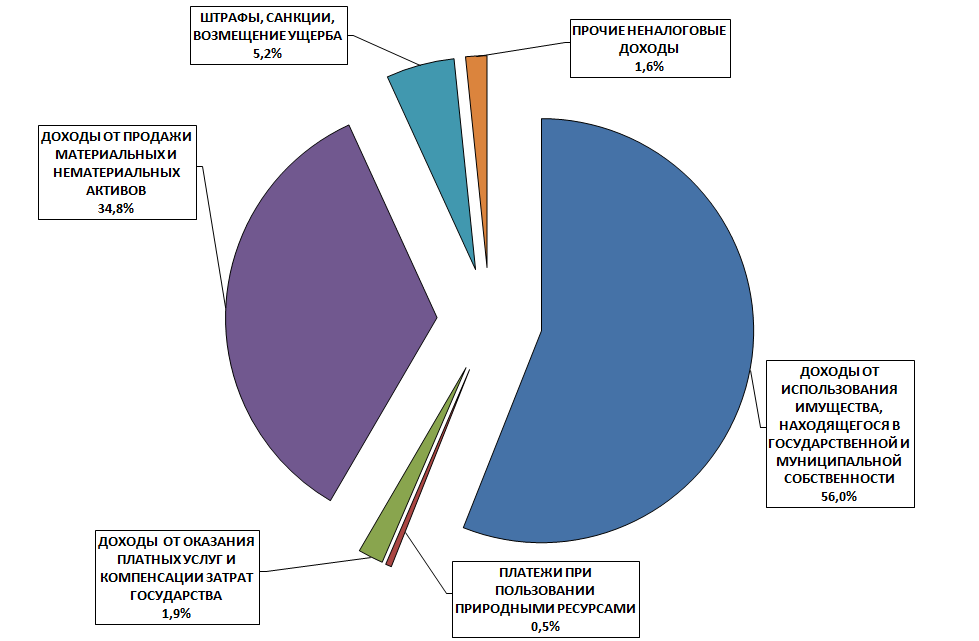 ШТРАФЫ, САНКЦИИ,
ВОЗМЕЩЕНИЕ УЩЕРБА
5,2%
ПРОЧИЕ НЕНАЛОГОВЫЕ
ДОХОДЫ
1,6%
ДОХОДЫ ОТ ПРОДАЖИ
МАТЕРИАЛЬНЫХ И
НЕМАТЕРИАЛЬНЫХ
АКТИВОВ
34,8%
ДОХОДЫ ОТ
ИСПОЛЬЗОВАНИЯ
ИМУЩЕСТВА,
НАХОДЯЩЕГОСЯ В
ГОСУДАРСТВЕННОЙ И
МУНИЦИПАЛЬНОЙ
СОБСТВЕННОСТИ
56,0%
ДОХОДЫ ОТ ОКАЗАНИЯ
ПЛАТНЫХ УСЛУГ И
КОМПЕНСАЦИИ ЗАТРАТ
ГОСУДАРСТВА
1,9%
ПЛАТЕЖИ ПРИ
ПОЛЬЗОВАНИИ
ПРИРОДНЫМИ РЕСУРСАМИ
0,5%